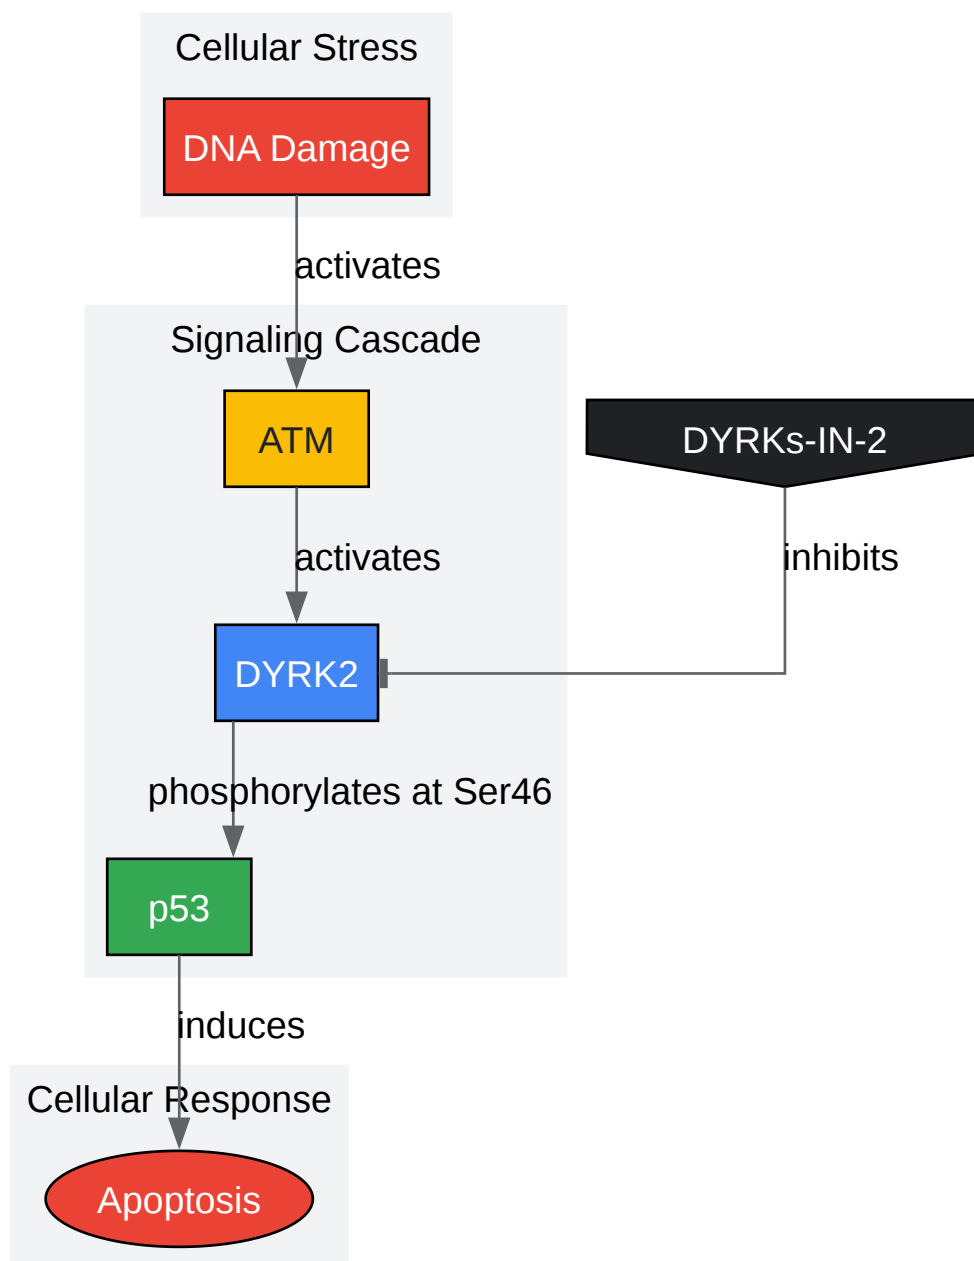 Cellular Stress
DNA Damage
activates
Signaling Cascade
ATM
DYRKs-IN-2
activates
inhibits
DYRK2
phosphorylates at Ser46
p53
induces
Cellular Response
Apoptosis